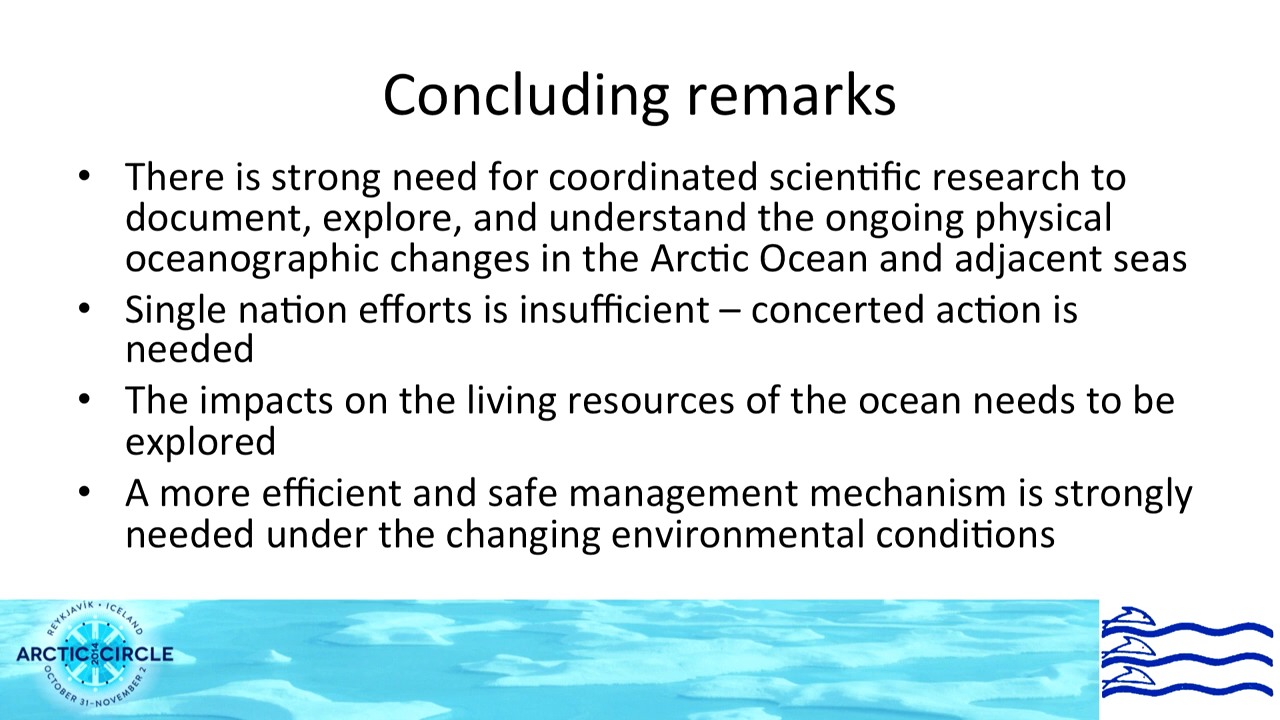 Concluding remarks
• There is strong need for coordinated scientific research to
document, explore, and understand the ongoing physical
oceanographic changes in the Arctic Ocean and adjacent seas
• Single nation efforts is insufficient – concerted action is
needed
• The impacts on the living resources of the ocean needs to be
explored
• A more efficient and safe management mechanism is strongly
needed under the changing environmental conditions
REYKJAVÍK • ICELAND
ARCTIC 2014 CIRCLE
OCTOBER 31-NOVEMBER 2